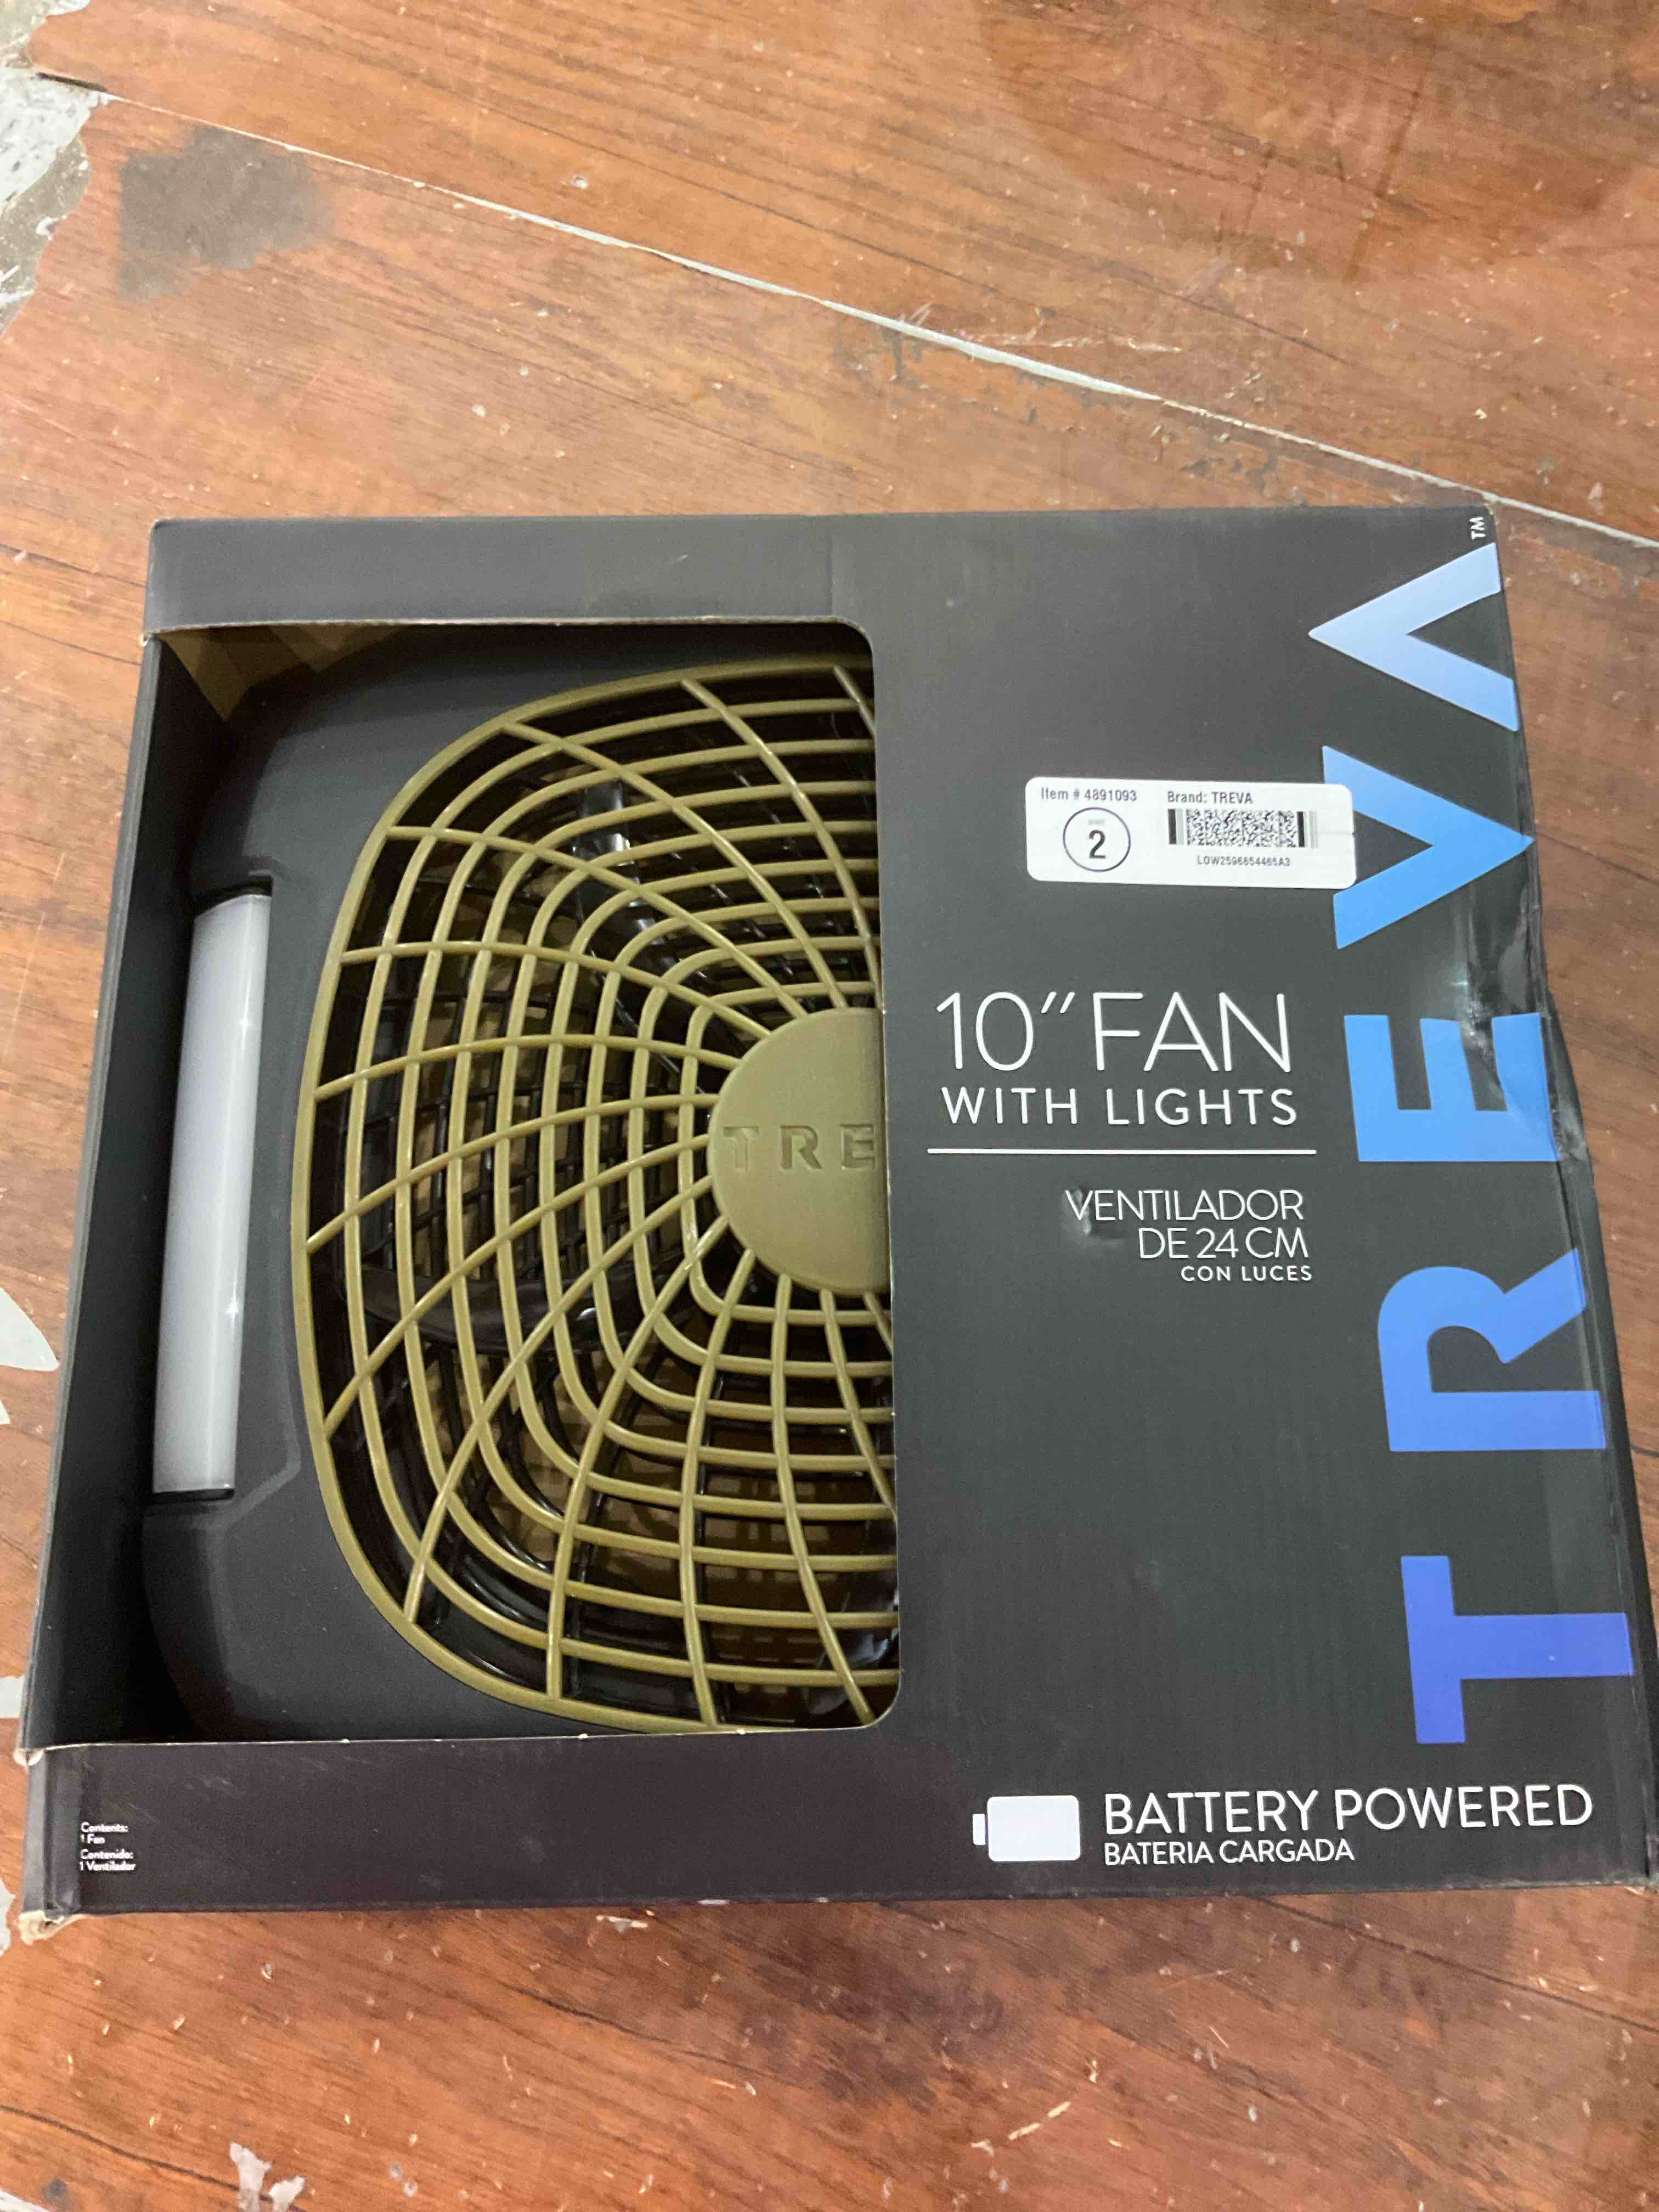 TREVA™
Item # 4891093
Brand: TREVA
2
LOW2596654465A3
10" FAN
WITH LIGHTS
VENTILADOR
DE 24 CM
CON LUCES
TRE
BATTERY POWERED
BATERIA CARGADA
Contents:
1 Fan
Contenido:
1 Ventilador